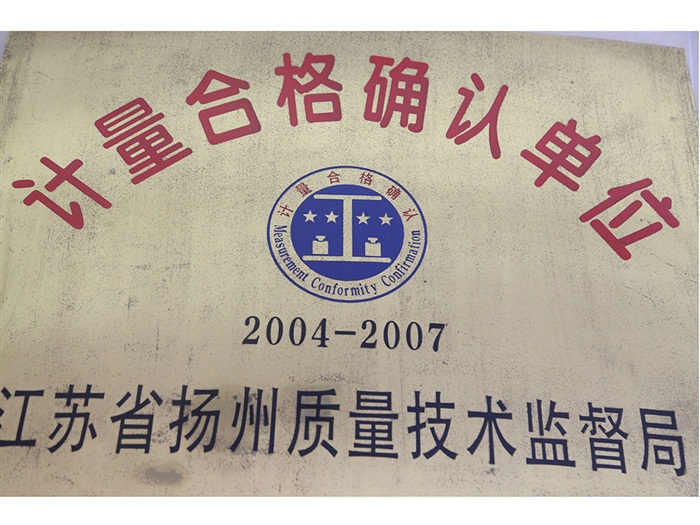 计量合格确认单位
计量合格确认
Measurement Conformity Confirmation
2004-2007
江苏省扬州质量技术监督局